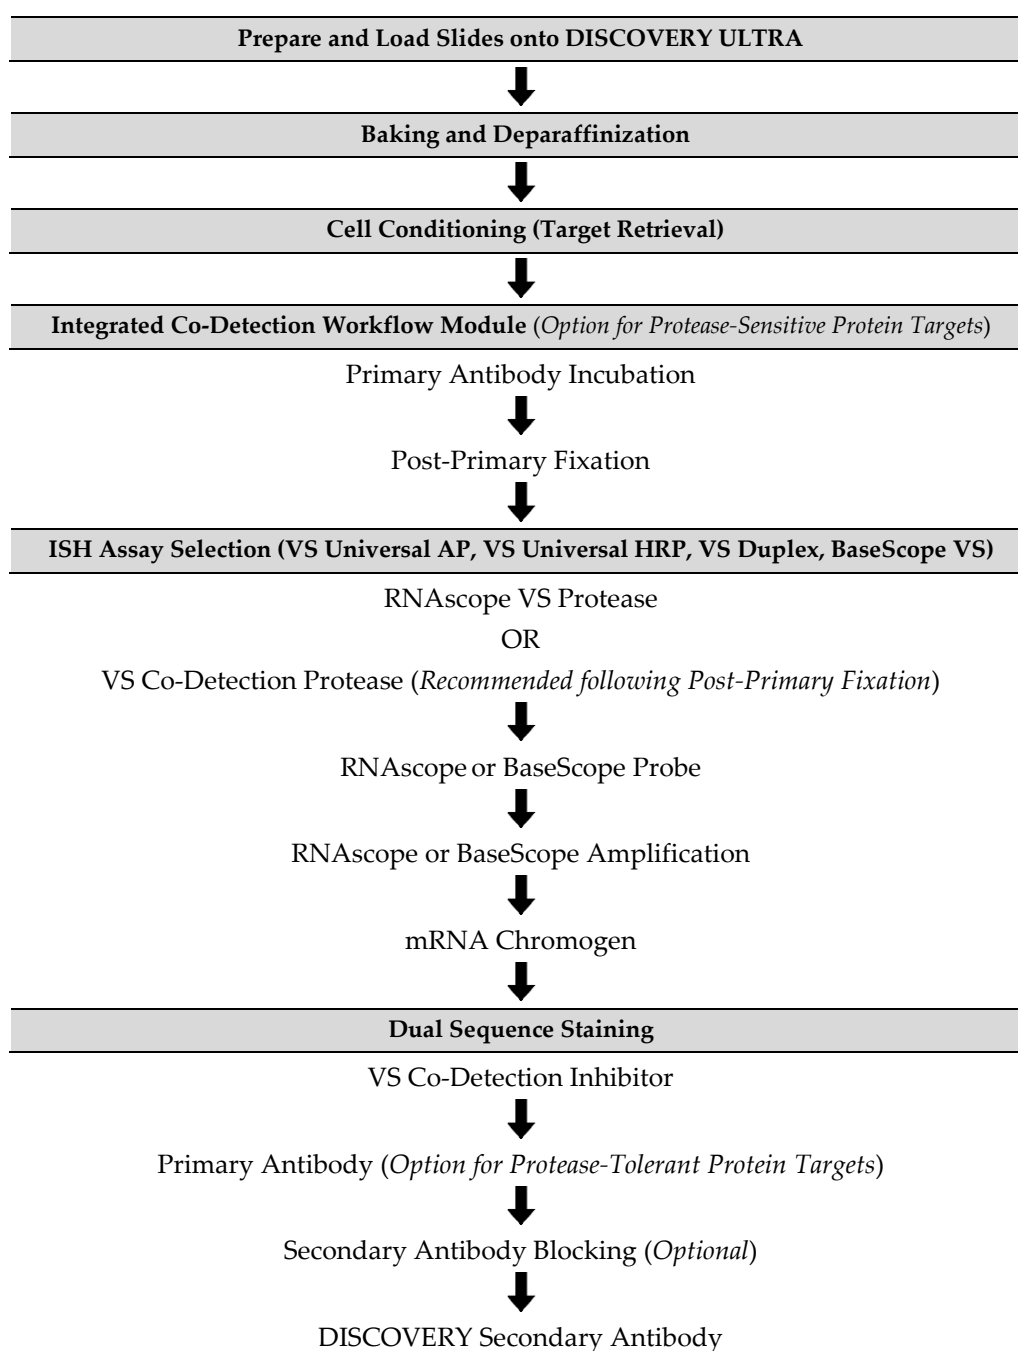 Prepare and Load Slides onto DISCOVERY ULTRA
Baking and Deparaffinization
Cell Conditioning (Target Retrieval)
Integrated Co-Detection Workflow Module (Option for Protease-Sensitive Protein Targets)
Primary Antibody Incubation
Post-Primary Fixation
ISH Assay Selection (VS Universal AP, VS Universal HRP, VS Duplex, BaseScope VS)
RNAscope VS Protease
OR
VS Co-Detection Protease (Recommended following Post-Primary Fixation)
RNAscope or BaseScope Probe
RNAscope or BaseScope Amplification
mRNA Chromogen
Dual Sequence Staining
VS Co-Detection Inhibitor
Primary Antibody (Option for Protease-Tolerant Protein Targets)
Secondary Antibody Blocking (Optional)
DISCOVERY Secondary Antibody